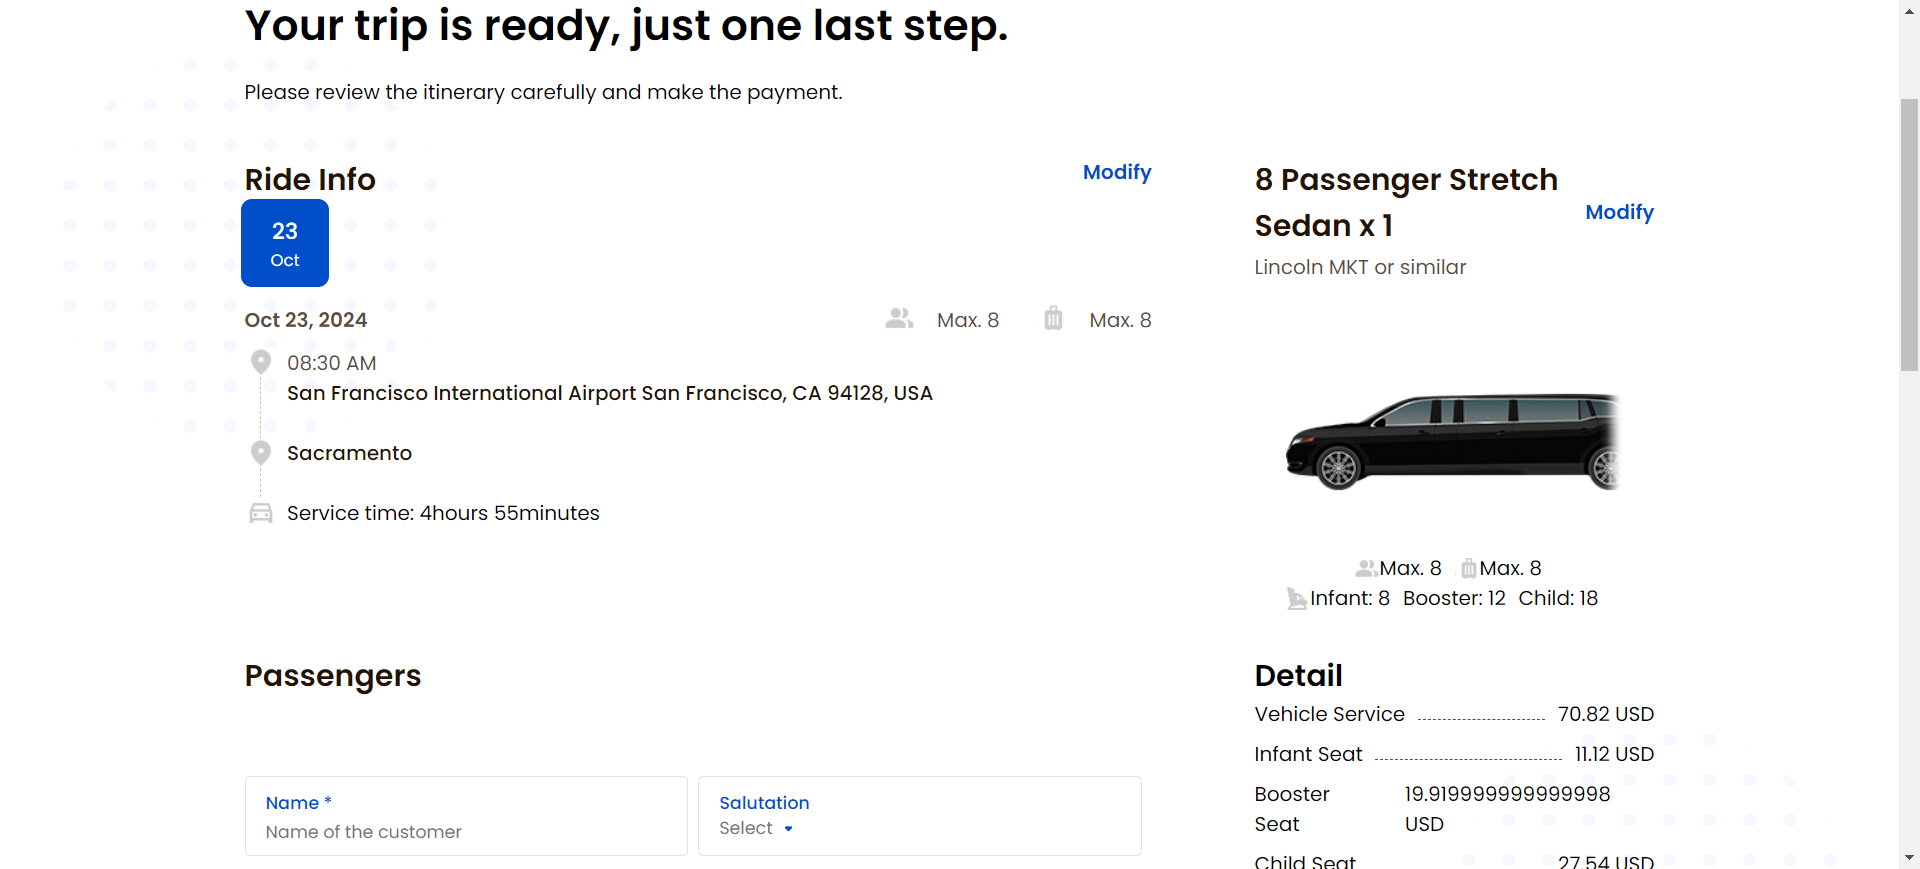 Your trip is ready, just one last step.
Please review the itinerary carefully and make the payment.
Ride Info
Modify
23
Oct
Oct 23, 2024
Max. 8
Max. 8
08:30 AM
San Francisco International Airport San Francisco, CA 94128, USA
Sacramento
Service time: 4hours 55minutes
8 Passenger Stretch
Sedan x 1
Modify
Lincoln MKT or similar
Max. 8 Max. 8
Infant: 8 Booster: 12 Child: 18
Passengers
Name *
Name of the customer
Salutation
Select
Detail
Vehicle Service 70.82 USD
Infant Seat 11.12 USD
Booster 19.919999999999998
Seat USD
Child Seat 27.54 USD